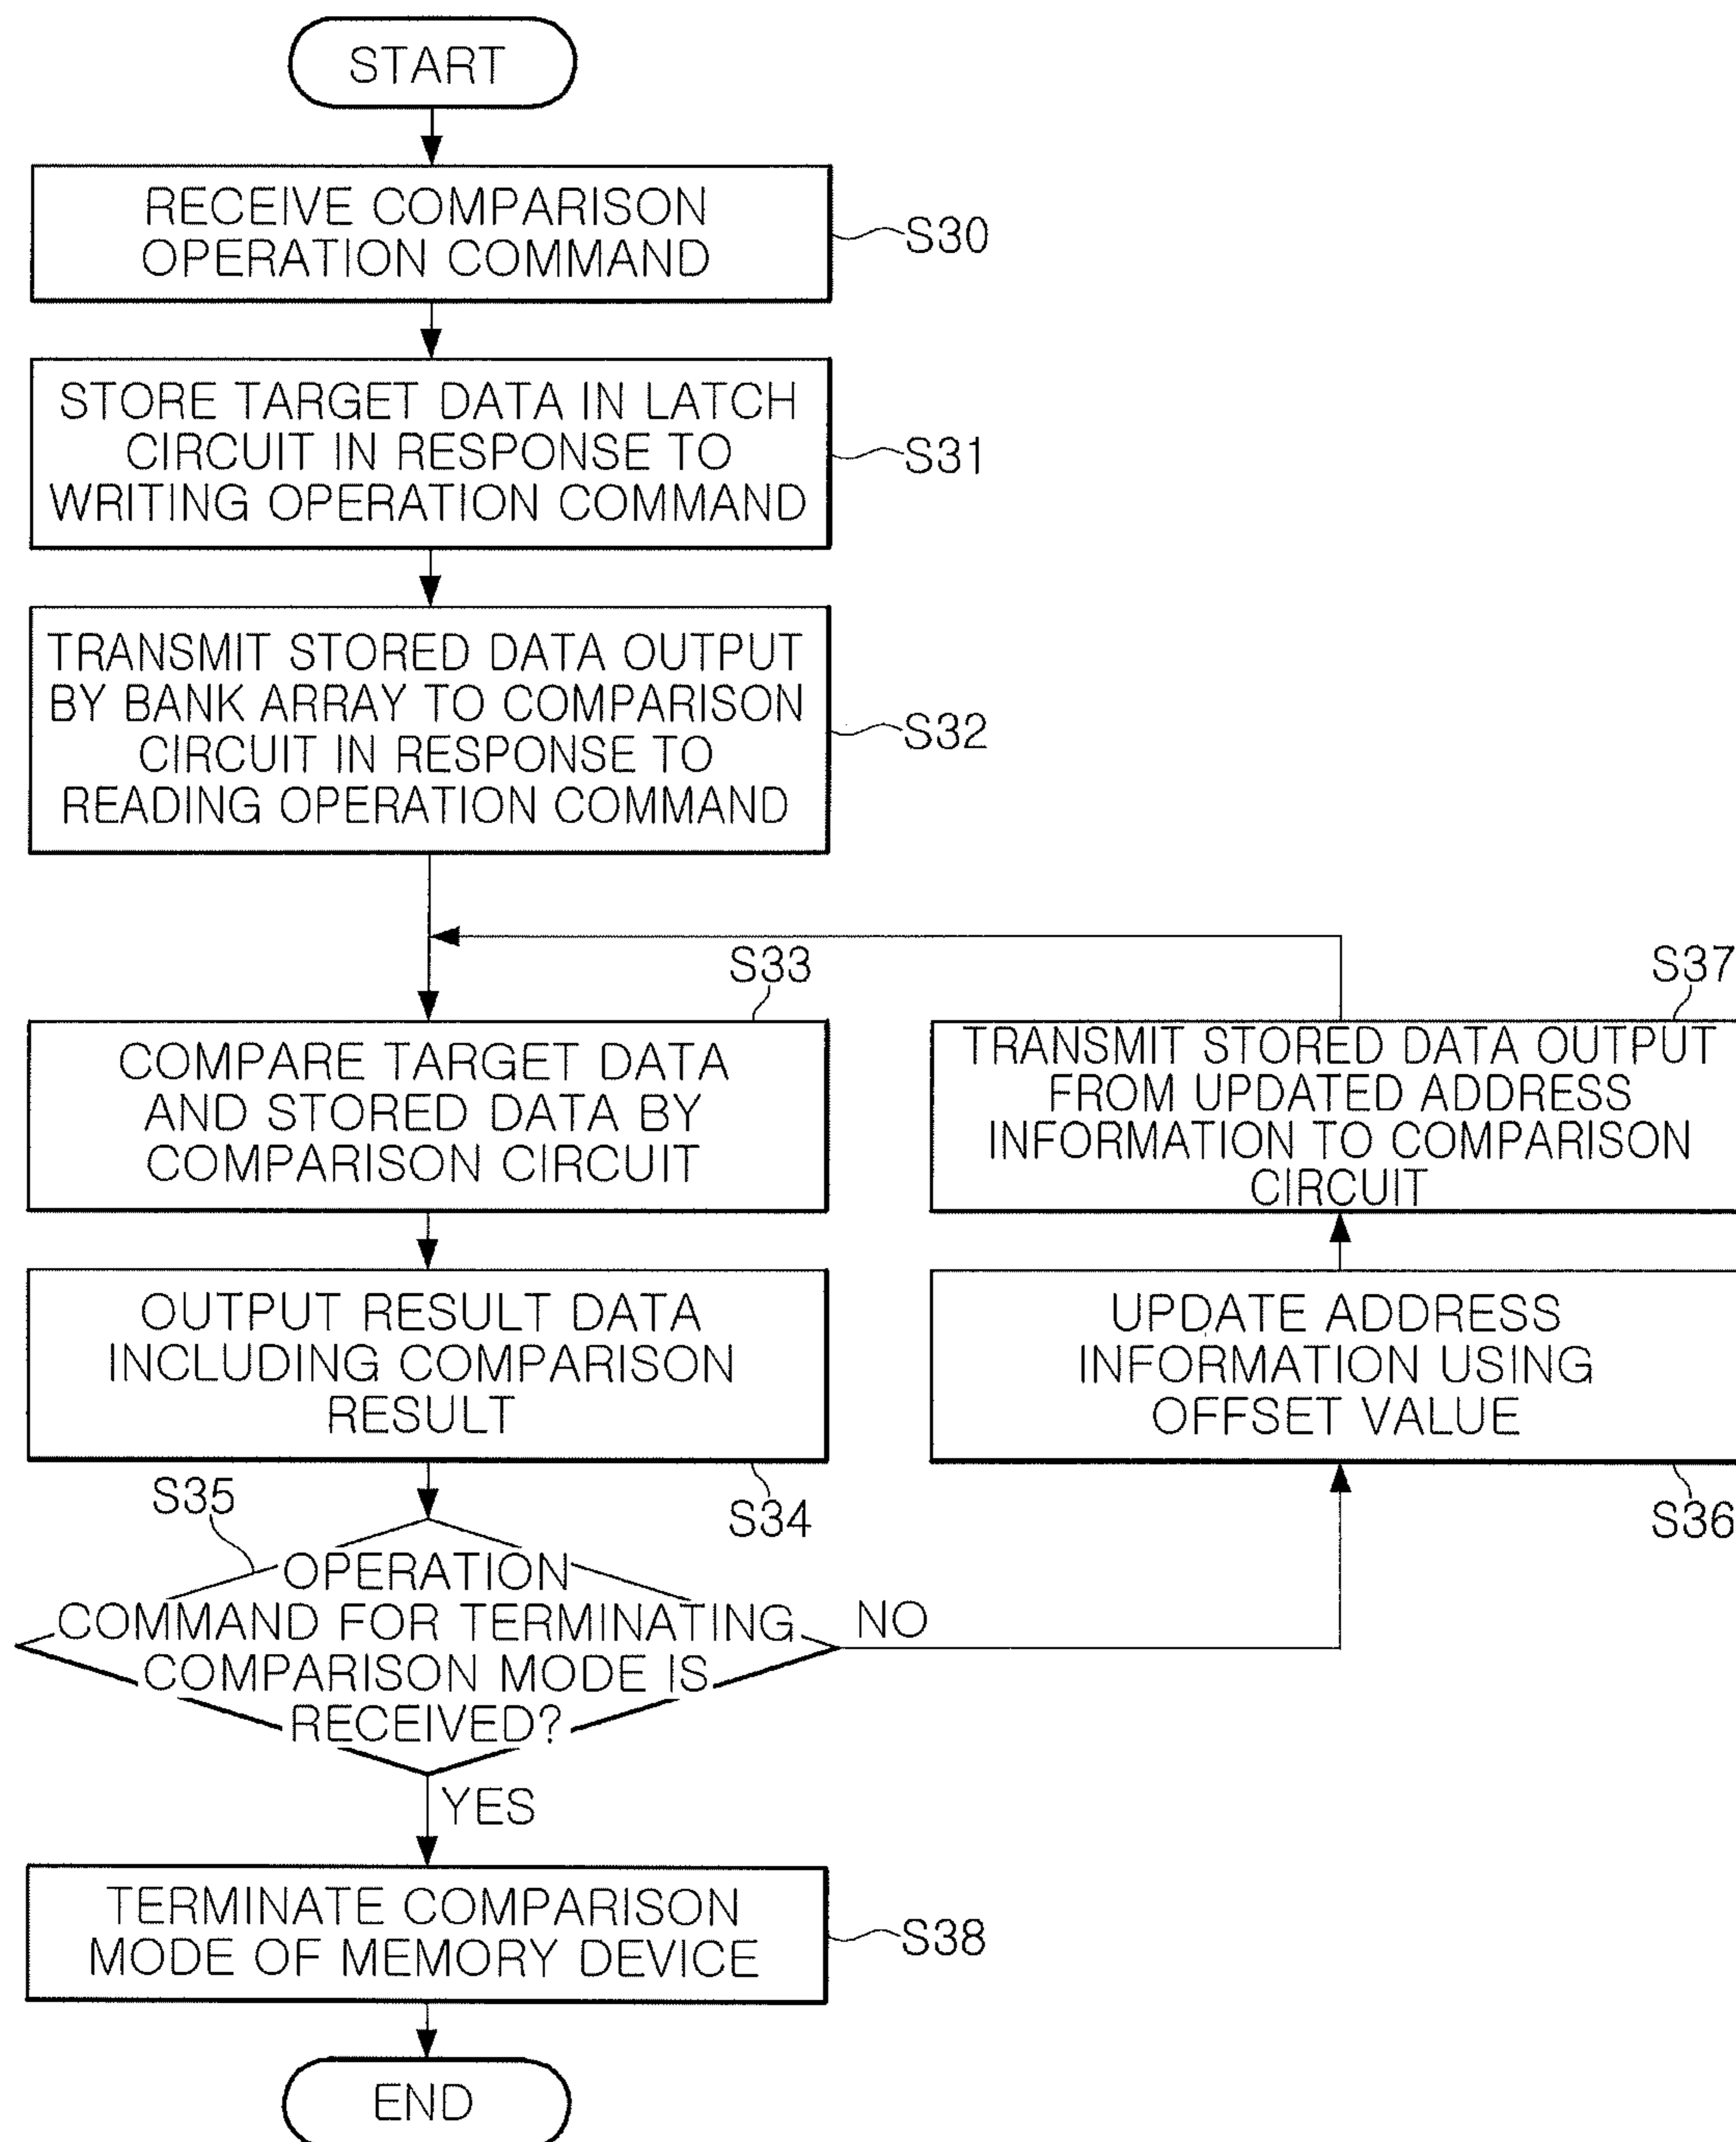 START
RECEIVE COMPARISON
OPERATION COMMAND
S30
STORE TARGET DATA IN LATCH
CIRCUIT IN RESPONSE TO
WRITING OPERATION COMMAND
S31
TRANSMIT STORED DATA OUTPUT
BY BANK ARRAY TO COMPARISON
CIRCUIT IN RESPONSE TO
READING OPERATION COMMAND
S32
S33
COMPARE TARGET DATA
AND STORED DATA BY
COMPARISON CIRCUIT
S37
TRANSMIT STORED DATA OUTPUT
FROM UPDATED ADDRESS
INFORMATION TO COMPARISON
CIRCUIT
OUTPUT RESULT DATA
INCLUDING COMPARISON
RESULT
S34
UPDATE ADDRESS
INFORMATION USING
OFFSET VALUE
S36
S35
OPERATION
COMMAND FOR TERMINATING
COMPARISON MODE IS
RECEIVED?
NO
YES
TERMINATE COMPARISON
MODE OF MEMORY DEVICE
S38
END